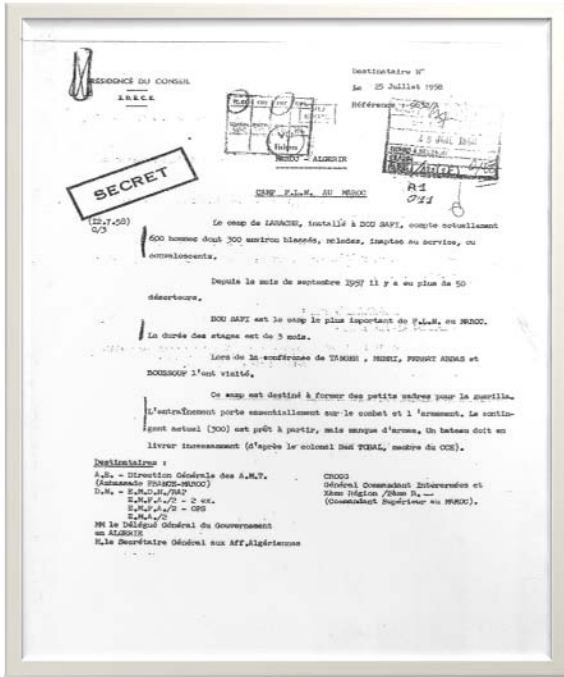 PRÉSIDENCE DU CONSEIL
S.D.E.C.E.
Destinataire N°
Le 25 Juillet 1958
Référence :
MAROC - ALGERIE
SECRET
CAMP F.L.N. AU MAROC
(22.7.58)
Le camp de LARACHE, installé à BOU SAFI, compte actuellement
600 hommes dont 300 environ blessés, malades, inaptes au service, ou
convalescents.
Depuis le mois de septembre 1957 il y a eu plus de 50
déserteurs.
BOU SAFI est le camp le plus important du F.L.N. au MAROC.
La durée des stages est de 3 mois.
Lors de la conférence de TANGER, et
BOUSSOUF l'ont visité.
Ce camp est destiné à former des petits cadres pour la guerilla.
L'entraînement porte essentiellement sur le combat et l'armement. Le contin-
gent actuel (300) est prêt à partir, mais manque d'armes. Un bateau doit en
livrer incessamment (d'après le colonel BEN TOBAL, membre du CCE).
Destinataires :
A.E. - Direction Générale des A.M.T.
(Ambassade FRANCE-MAROC)
D.N. - E.M.D.N./
E.M.F.A./2 - 2 ex.
E.M.F.A./2 - OPS
E.M.A./2
MM le Délégué Général du Gouvernement
en ALGERIE
M.le Secrétaire Général aux Aff.Algériennes
CROGG
Général Commandant Interarmées et
Xème Région /2ème B.
(Commandant Supérieur au MAROC).
A1